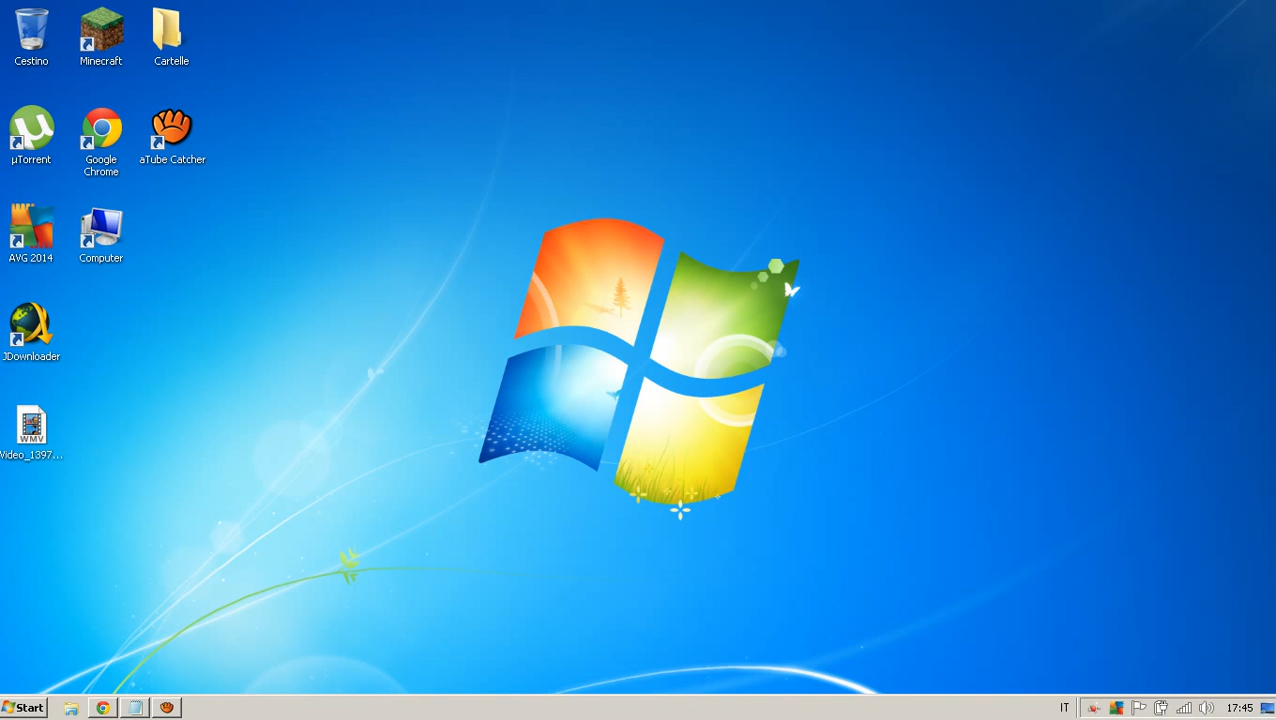 Cestino
Minecraft
Cartelle
µTorrent
Google
Chrome
aTube Catcher
AVG 2014
Computer
JDownloader
WMV
Video_1397...
Start
IT
17:45